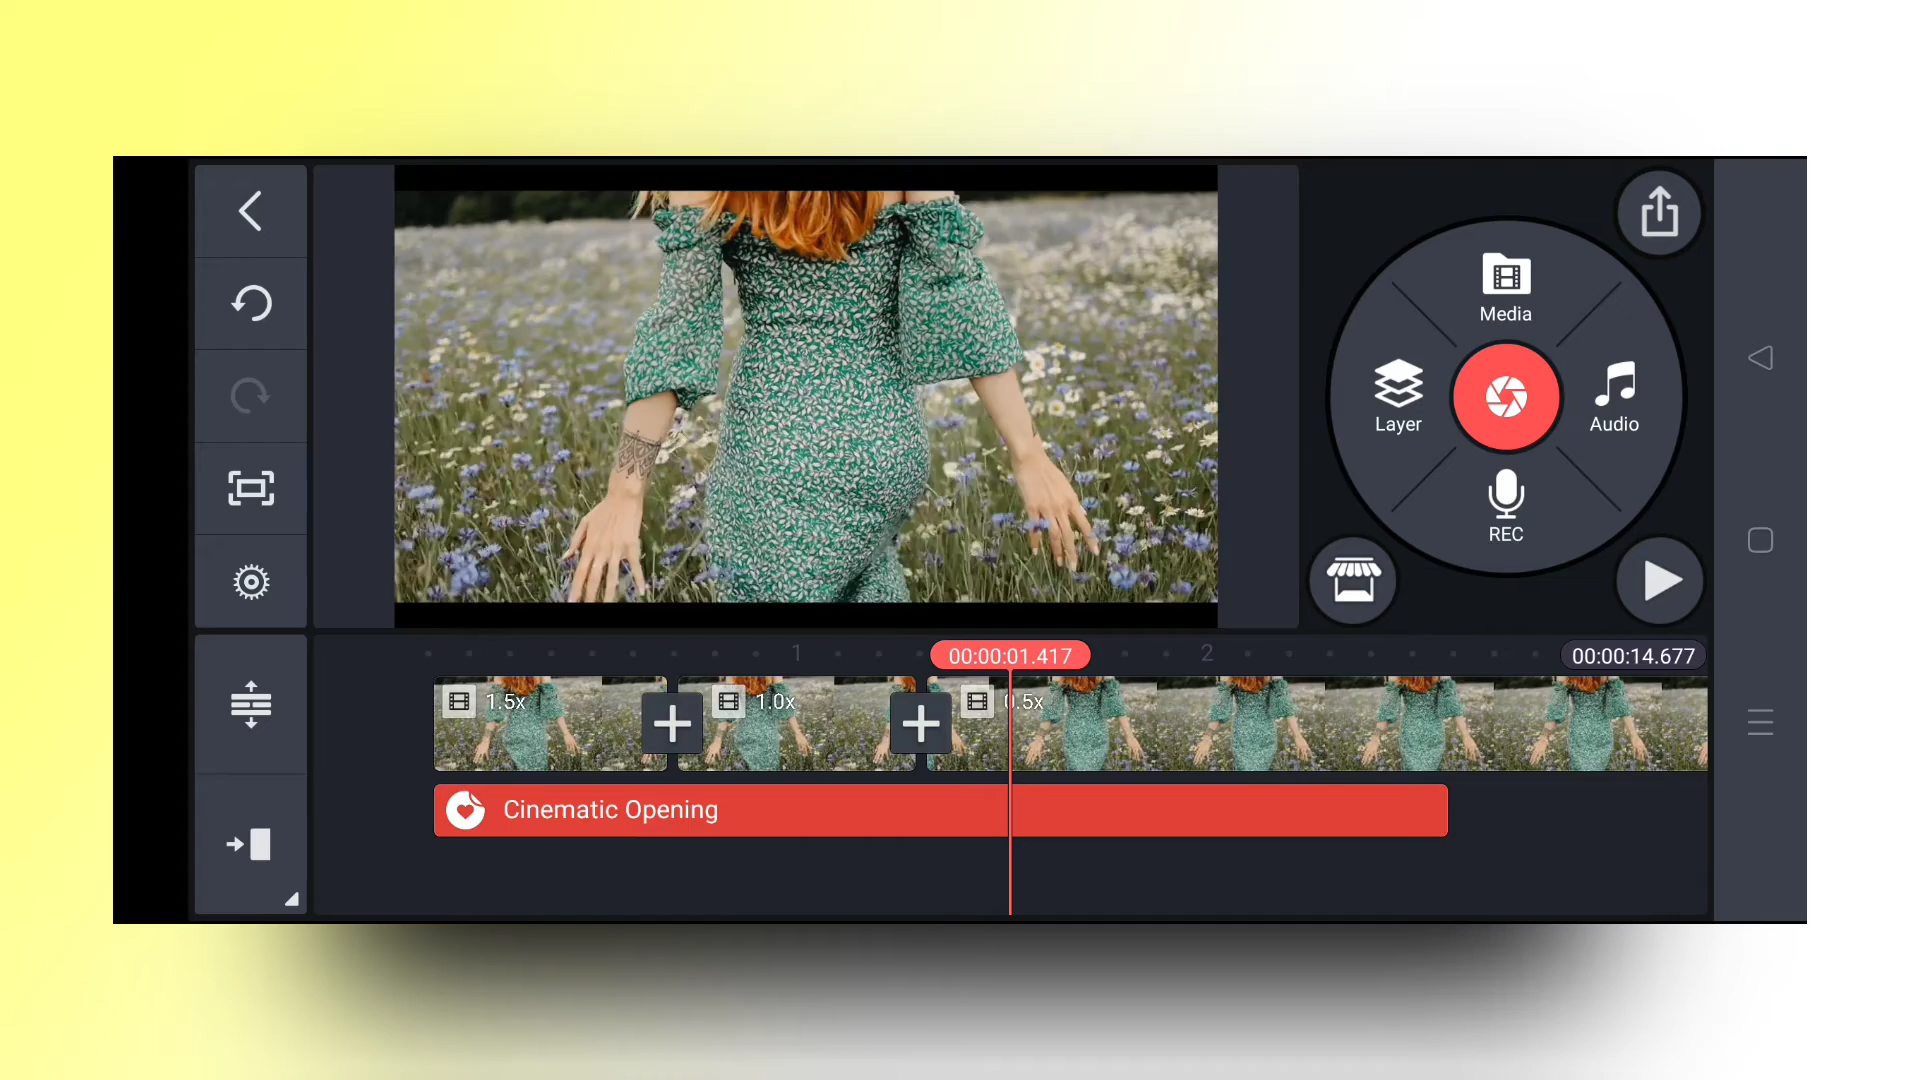 Media
Layer
Audio
REC
1
00:00:01.417
2
00:00:14.677
1.5x
1.0x
0.5x
Cinematic Opening